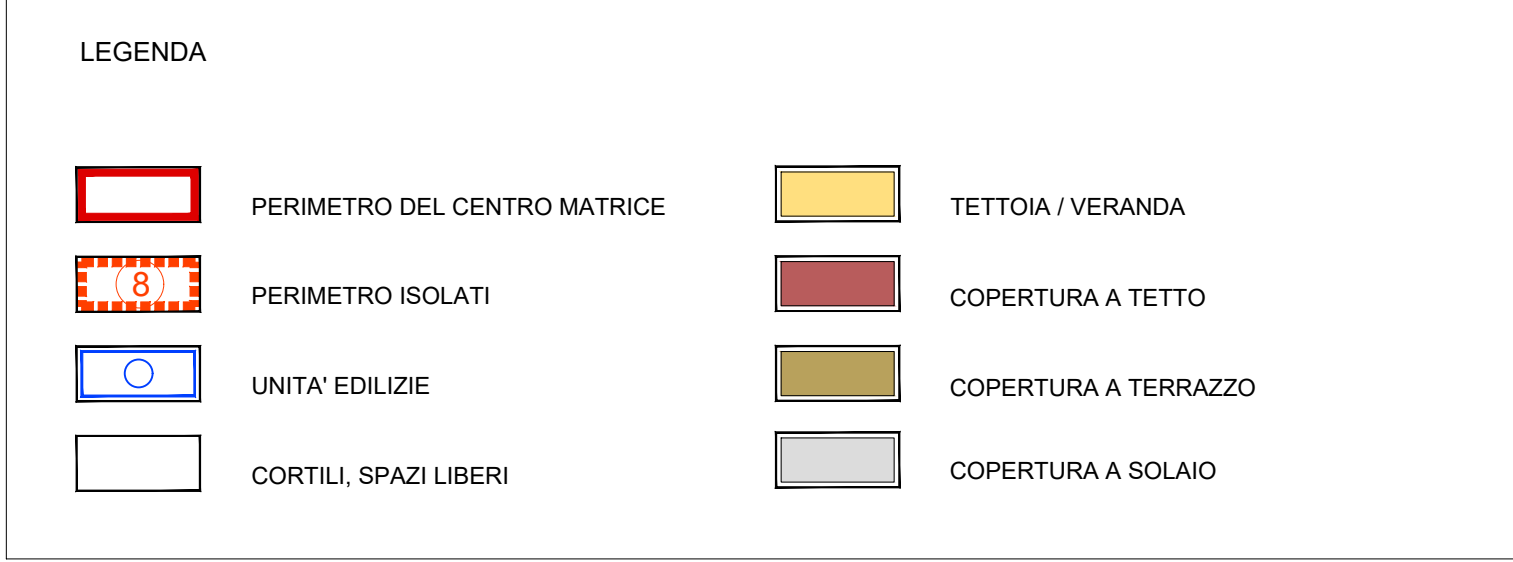 LEGENDA
PERIMETRO DEL CENTRO MATRICE
8
PERIMETRO ISOLATI
UNITA' EDILIZIE
CORTILI, SPAZI LIBERI
TETTOIA / VERANDA
COPERTURA A TETTO
COPERTURA A TERRAZZO
COPERTURA A SOLAIO